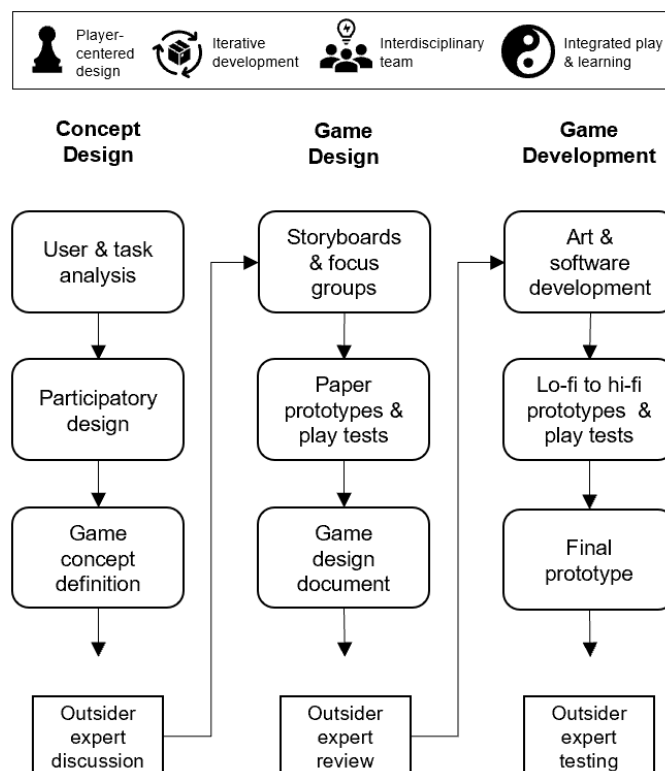 Player-
centered
design
Iterative
development
Interdisciplinary
team
Integrated play
& learning
Concept
Design
Game
Design
Game
Development
User & task
analysis
Participatory
design
Game
concept
definition
Outsider
expert
discussion
Storyboards
& focus
groups
Paper
prototypes &
play tests
Game
design
document
Outsider
expert
review
Art &
software
development
Lo-fi to hi-fi
prototypes &
play tests
Final
prototype
Outsider
expert
testing